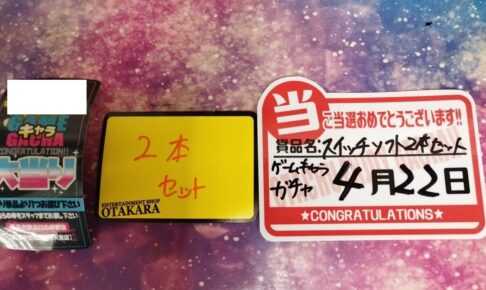 GAME
キャラ
GACHA
CONGRATULATION!!
大当り
2本
セット
ENTERTAINMENT SHOP
OTAKARA
当
ご当選おめでとうございます!!
賞品名:スイッチソフト2本セット
ゲームキャラ
ガチャ
4月22日
★CONGRATULATIONS★